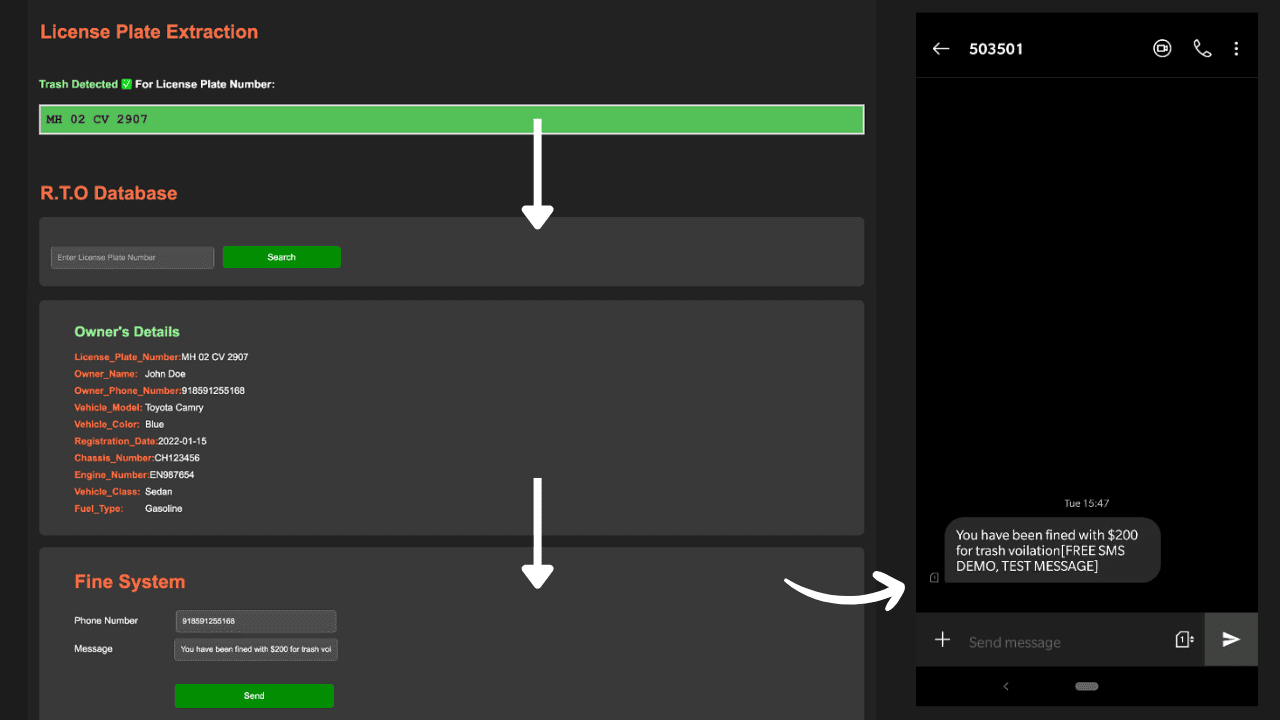 License Plate Extraction
Trash Detected ✅ For License Plate Number:
MH 02 CV 2907
R.T.O Database
Enter License Plate Number
Search
Owner's Details
License_Plate_Number:MH 02 CV 2907
Owner_Name: John Doe
Owner_Phone_Number:918591255168
Vehicle_Model: Toyota Camry
Vehicle_Color: Blue
Registration_Date:2022-01-15
Chassis_Number:CH123456
Engine_Number:EN987654
Vehicle_Class: Sedan
Fuel_Type: Gasoline
Fine System
Phone Number 918591255168
Message You have been fined with $200 for trash voi
Send
503501
Tue 15:47
You have been fined with $200
for trash voilation[FREE SMS
DEMO, TEST MESSAGE]
Send message
1